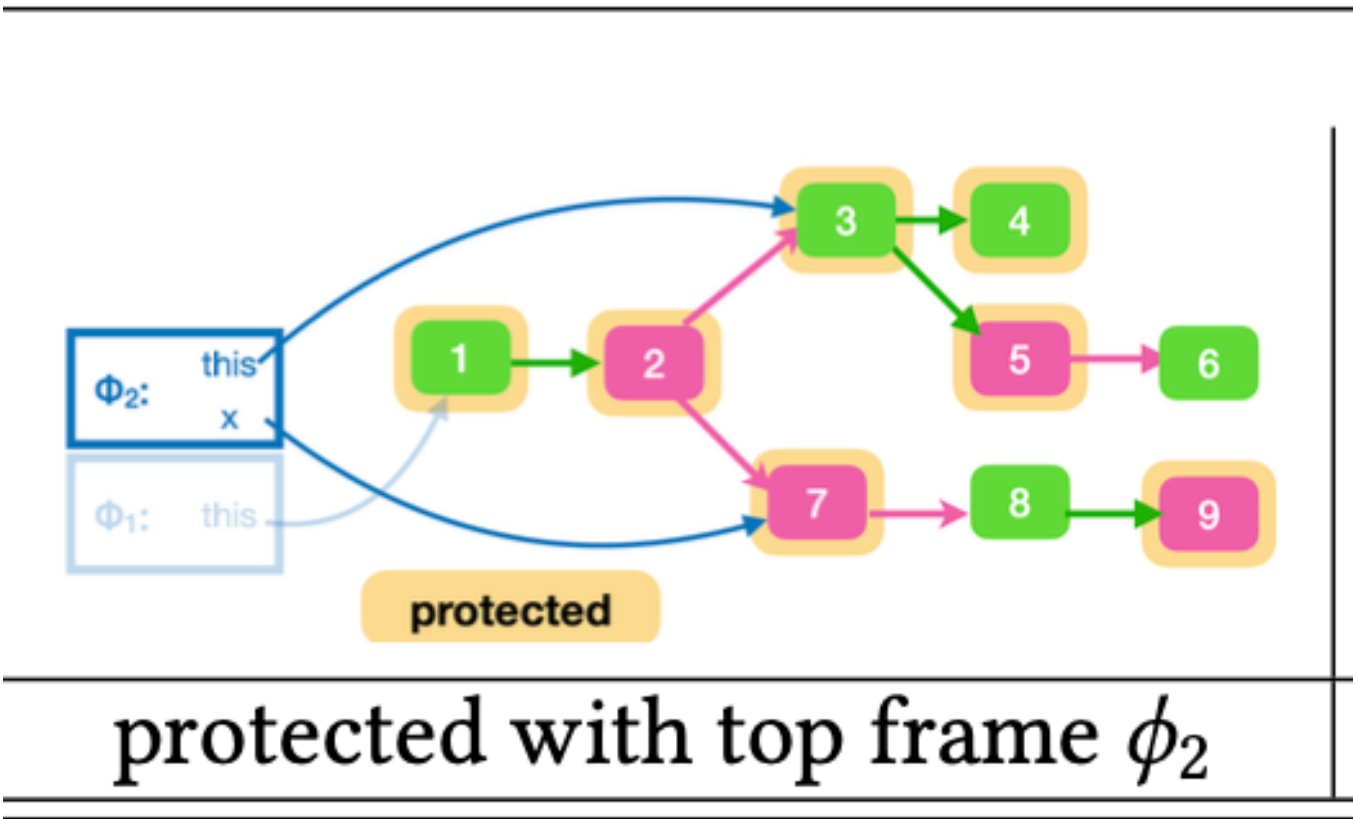 3 4
this
Φ₂:
x
1 2 5 6
Φ₁: this
7 8 9
protected
protected with top frame ϕ₂